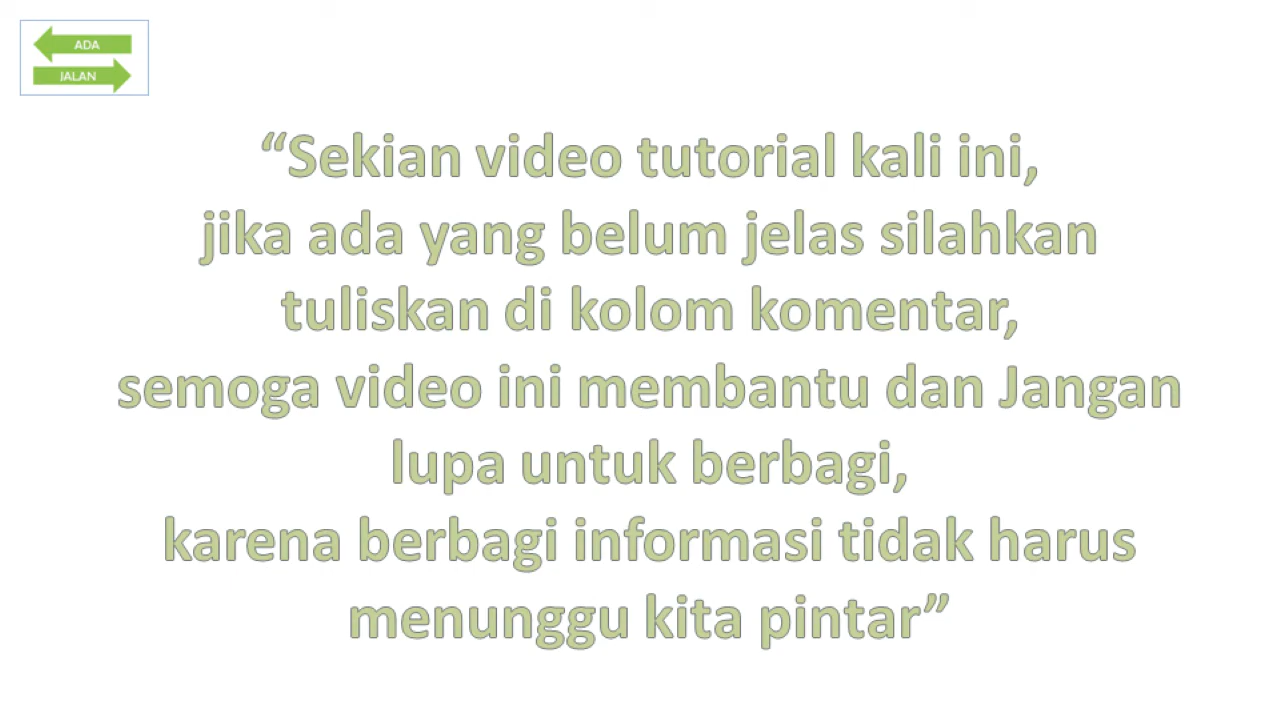 ADA
JALAN
“Sekian video tutorial kali ini,
jika ada yang belum jelas silahkan
tuliskan di kolom komentar,
semoga video ini membantu dan Jangan
lupa untuk berbagi,
karena berbagi informasi tidak harus
menunggu kita pintar”